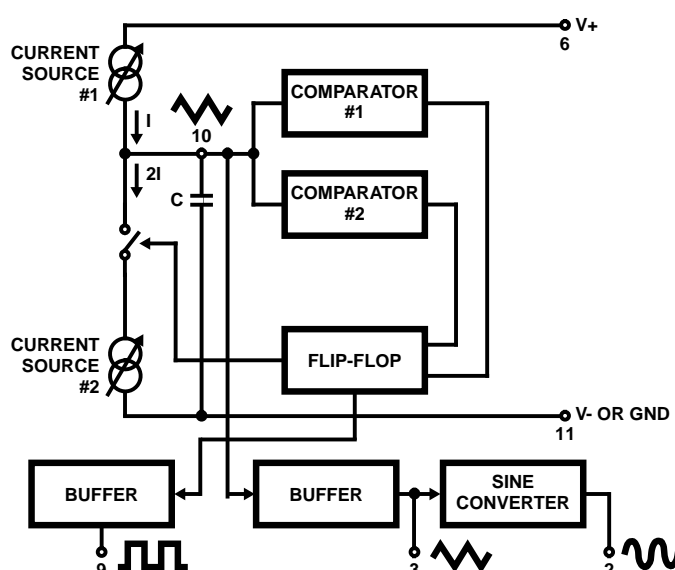 V+
6
CURRENT
SOURCE
#1
I
10
COMPARATOR
#1
2I
C
COMPARATOR
#2
CURRENT
SOURCE
#2
FLIP-FLOP
V- OR GND
11
BUFFER
BUFFER
SINE
CONVERTER
9
3
2